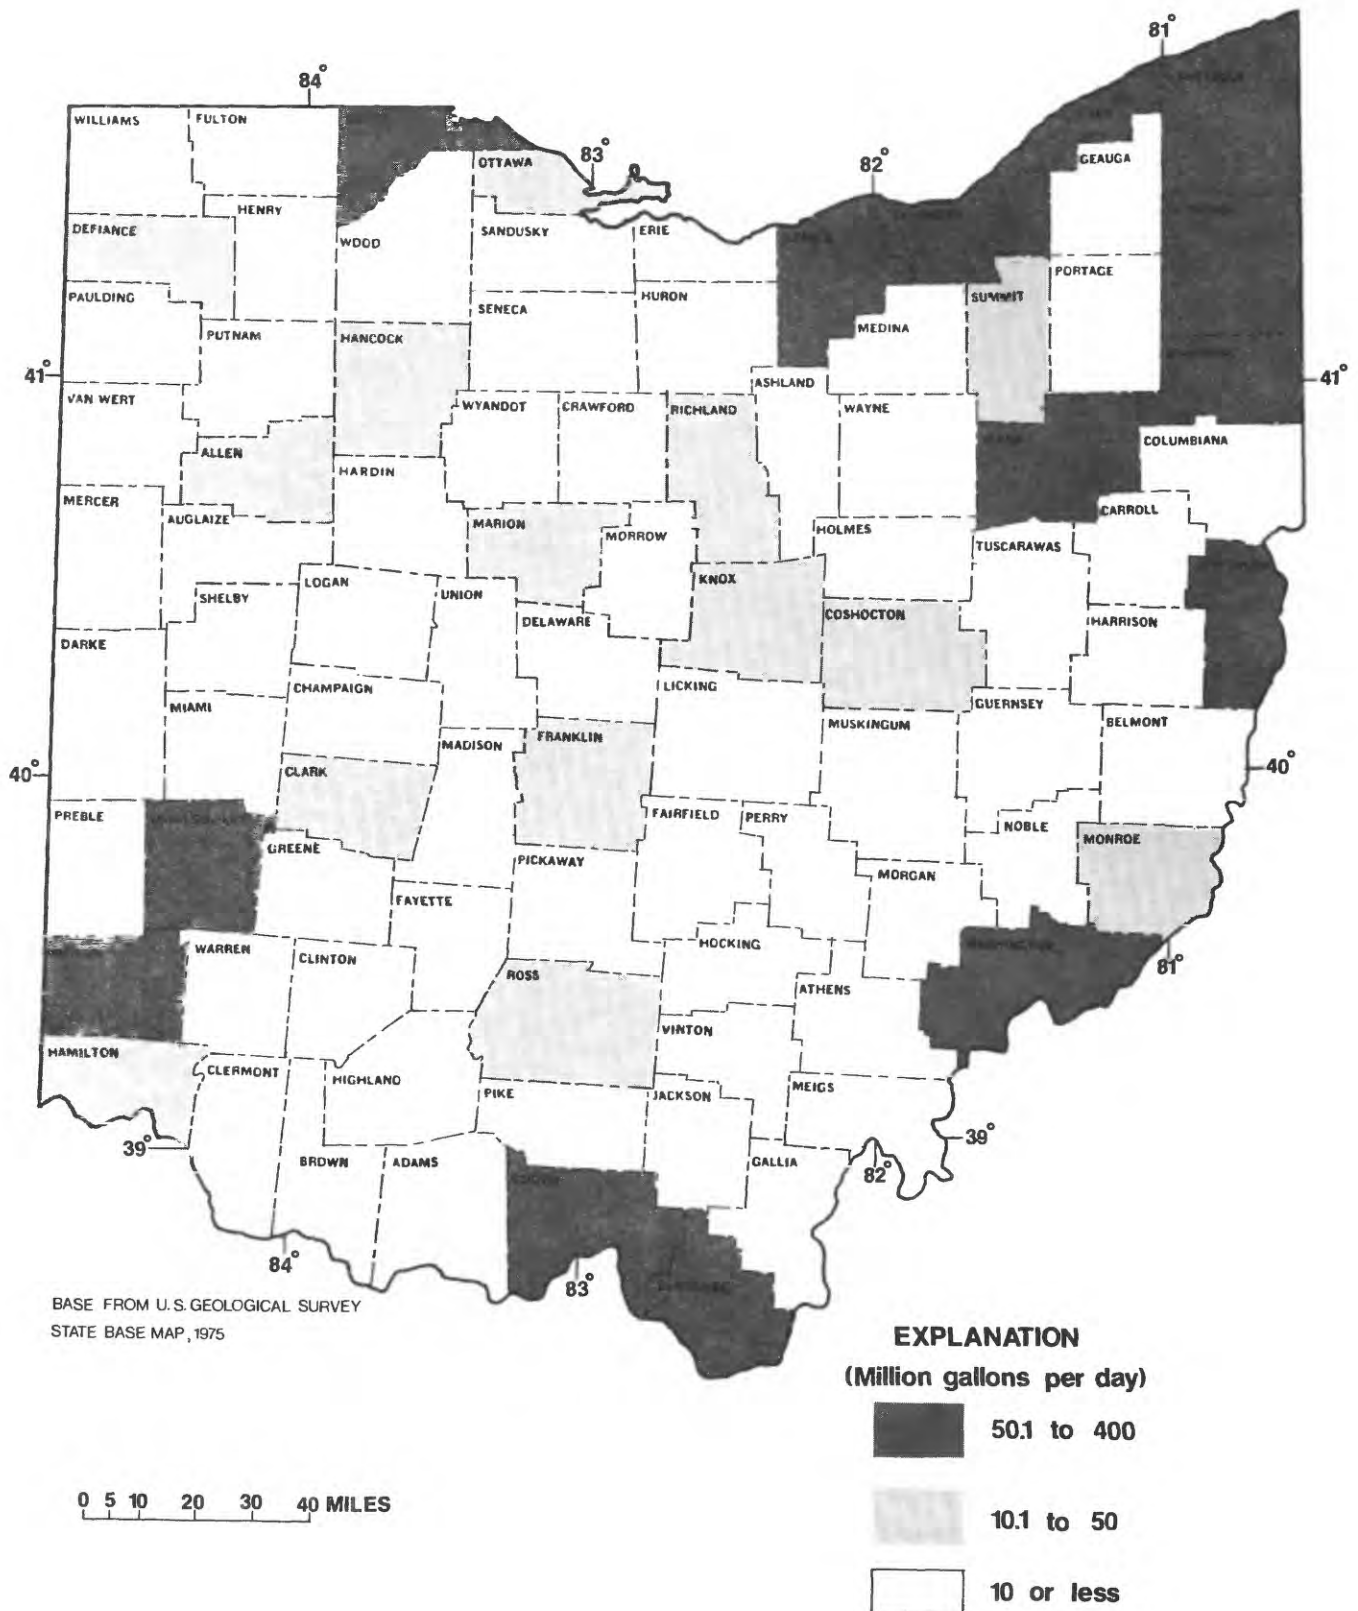 81°
84°
WILLIAMS
FULTON
83°
OTTAWA
82°
GEAUGA
HENRY
DEFIANCE
WOOD
SANDUSKY
ERIE
PAULDING
SENECA
HURON
SUMMIT
PORTAGE
PUTNAM
HANCOCK
MEDINA
41°
41°
VAN WERT
WYANDOT
CRAWFORD
RICHLAND
ASHLAND
WAYNE
STARK
COLUMBIANA
ALLEN
HARDIN
MERCER
AUGLAIZE
MARION
MORROW
HOLMES
CARROLL
TUSCARAWAS
LOGAN
UNION
KNOX
SHELBY
DELAWARE
COSHOCTON
HARRISON
DARKE
CHAMPAIGN
LICKING
MIAMI
GUERNSEY
MUSKINGUM
BELMONT
MADISON
FRANKLIN
40°
CLARK
40°
PREBLE
FAIRFIELD
PERRY
NOBLE
MONROE
GREENE
PICKAWAY
MORGAN
FAYETTE
WARREN
CLINTON
HOCKING
WASHINGTON
81°
ROSS
ATHENS
VINTON
HAMILTON
CLERMONT
HIGHLAND
PIKE
JACKSON
MEIGS
39°
39°
BROWN
ADAMS
GALLIA
82°
SCIOTO
84°
83°
LAWRENCE
BASE FROM U.S. GEOLOGICAL SURVEY
STATE BASE MAP, 1975
EXPLANATION
(Million gallons per day)
50.1 to 400
0 5 10 20 30 40 MILES
10.1 to 50
10 or less